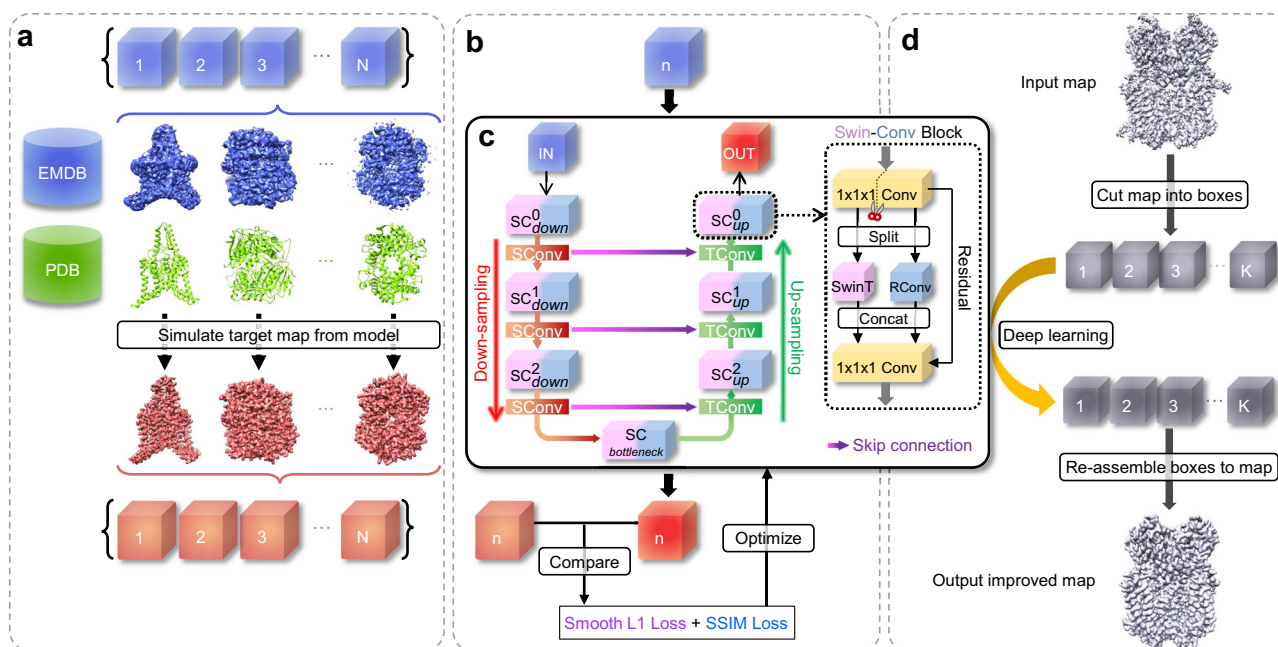 a
{ 1 2 3 ... N }
EMDB
...
PDB
...
Simulate target map from model
...
{ 1 2 3 ... N }
b
n
c
IN
OUT
SC⁰down
SC⁰up
SConv
TConv
SC¹down
SC¹up
SConv
TConv
SC²down
SC²up
SConv
TConv
SC
bottleneck
Down-sampling
Up-sampling
Swin-Conv Block
1x1x1 Conv
Split
SwinT
RConv
Concat
1x1x1 Conv
Residual
Skip connection
n
n
Compare
Optimize
Smooth L1 Loss + SSIM Loss
d
Input map
Cut map into boxes
1 2 3 ... K
Deep learning
1 2 3 ... K
Re-assemble boxes to map
Output improved map